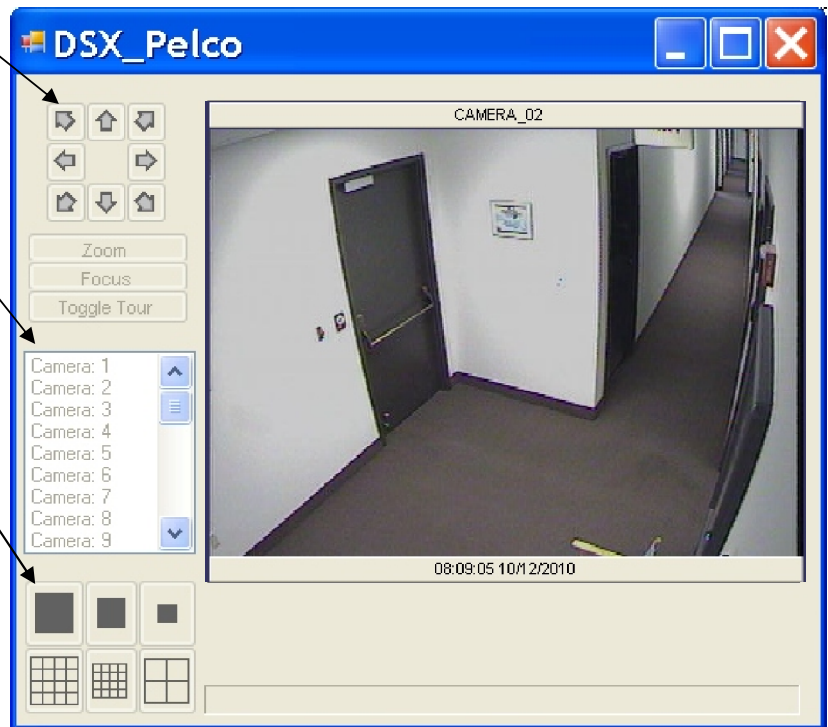 DSX_Pelco
CAMERA_02
Zoom
Focus
Toggle Tour
Camera: 1
Camera: 2
Camera: 3
Camera: 4
Camera: 5
Camera: 6
Camera: 7
Camera: 8
Camera: 9
08:09:05 10/12/2010